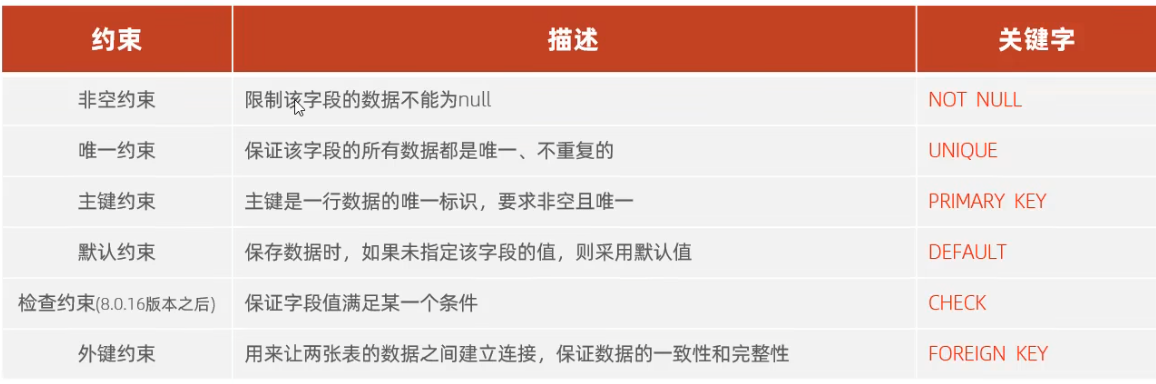 约束 描述 关键字
非空约束 限制该字段的数据不能为null NOT NULL
唯一约束 保证该字段的所有数据都是唯一、不重复的 UNIQUE
主键约束 主键是一行数据的唯一标识，要求非空且唯一 PRIMARY KEY
默认约束 保存数据时，如果未指定该字段的值，则采用默认值 DEFAULT
检查约束(8.0.16版本之后) 保证字段值满足某一个条件 CHECK
外键约束 用来让两张表的数据之间建立连接，保证数据的一致性和完整性 FOREIGN KEY